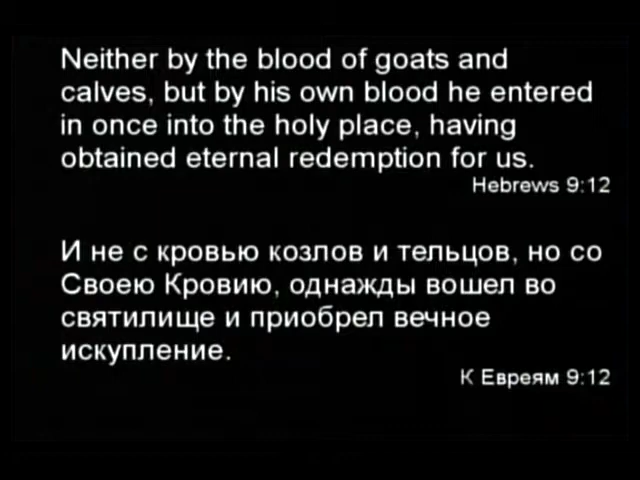 Neither by the blood of goats and
calves, but by his own blood he entered
in once into the holy place, having
obtained eternal redemption for us.
Hebrews 9:12
И не с кровью козлов и тельцов, но со
Своею Кровию, однажды вошел во
святилище и приобрел вечное
искупление.
К Евреям 9:12